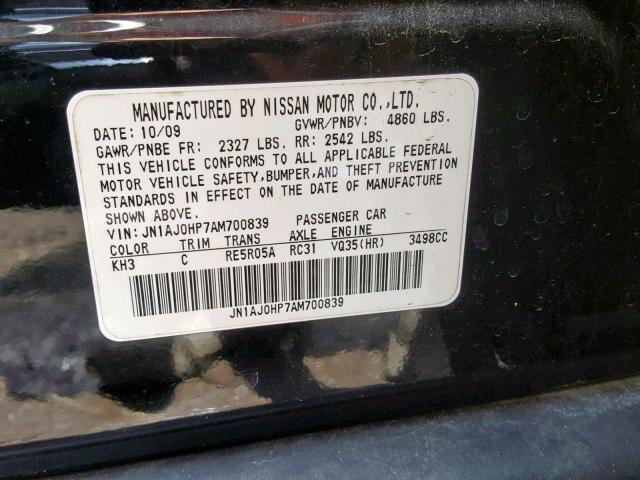 MANUFACTURED BY NISSAN MOTOR CO.,LTD.
DATE: 10/09 GVWR/PNBV: 4860 LBS.
GAWR/PNBE FR: 2327 LBS. RR: 2542 LBS.
THIS VEHICLE CONFORMS TO ALL APPLICABLE FEDERAL
MOTOR VEHICLE SAFETY,BUMPER,AND THEFT PREVENTION
STANDARDS IN EFFECT ON THE DATE OF MANUFACTURE
SHOWN ABOVE.
VIN: JN1AJ0HP7AM700839 PASSENGER CAR
COLOR TRIM TRANS AXLE ENGINE
KH3 C RE5R05A RC31 VQ35(HR) 3498CC
JN1AJ0HP7AM700839